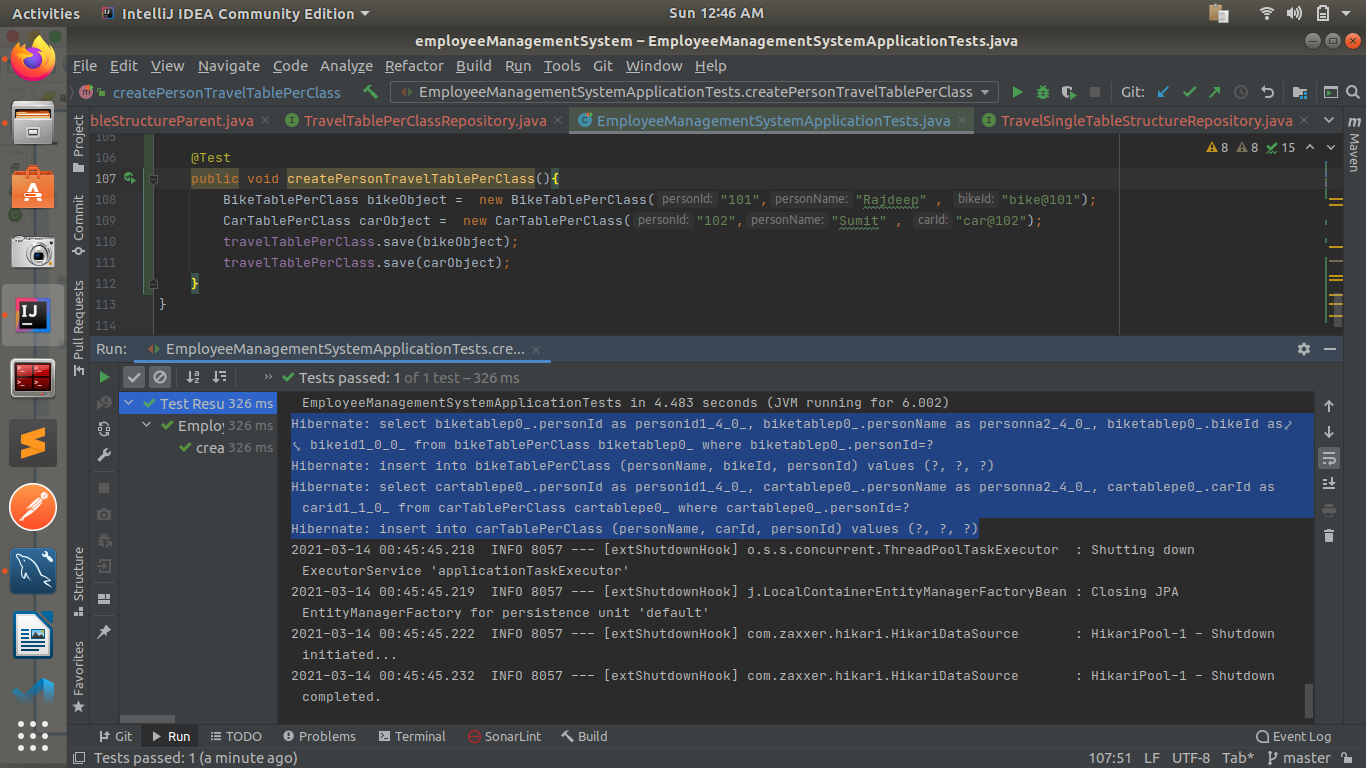 Activities IntelliJ IDEA Community Edition Sun 12:46 AM
employeeManagementSystem – EmployeeManagementSystemApplicationTests.java
File Edit View Navigate Code Analyze Refactor Build Run Tools Git Window Help
createPersonTravelTablePerClass EmployeeManagementSystemApplicationTests.createPersonTravelTablePerClass Git:
bleStructureParent.java TravelTablePerClassRepository.java EmployeeManagementSystemApplicationTests.java TravelSingleTableStructureRepository.java
Project
Commit
Pull Requests
Structure
Favorites
Maven
8 8 15
105
106 @Test
107 public void createPersonTravelTablePerClass(){
108 BikeTablePerClass bikeObject =  new BikeTablePerClass( personId: "101", personName: "Rajdeep" , bikeId: "bike@101");
109 CarTablePerClass carObject =  new CarTablePerClass( personId: "102", personName: "Sumit" , carId: "car@102");
110 travelTablePerClass.save(bikeObject);
111 travelTablePerClass.save(carObject);
112 }
113 }
114
Run: EmployeeManagementSystemApplicationTests.cre...
Tests passed: 1 of 1 test – 326 ms
Test Resu 326 ms
Employ 326 ms
crea 326 ms
EmployeeManagementSystemApplicationTests in 4.483 seconds (JVM running for 6.002)
Hibernate: select biketablep0_.personId as personid1_4_0_, biketablep0_.personName as personna2_4_0_, biketablep0_.bikeId as
bikeid1_0_0_ from bikeTablePerClass biketablep0_ where biketablep0_.personId=?
Hibernate: insert into bikeTablePerClass (personName, bikeId, personId) values (?, ?, ?)
Hibernate: select cartablepe0_.personId as personid1_4_0_, cartablepe0_.personName as personna2_4_0_, cartablepe0_.carId as
carid1_1_0_ from carTablePerClass cartablepe0_ where cartablepe0_.personId=?
Hibernate: insert into carTablePerClass (personName, carId, personId) values (?, ?, ?)
2021-03-14 00:45:45.218  INFO 8057 --- [extShutdownHook] o.s.s.concurrent.ThreadPoolTaskExecutor  : Shutting down
ExecutorService 'applicationTaskExecutor'
2021-03-14 00:45:45.219  INFO 8057 --- [extShutdownHook] j.LocalContainerEntityManagerFactoryBean : Closing JPA
EntityManagerFactory for persistence unit 'default'
2021-03-14 00:45:45.222  INFO 8057 --- [extShutdownHook] com.zaxxer.hikari.HikariDataSource       : HikariPool-1 - Shutdown
initiated...
2021-03-14 00:45:45.232  INFO 8057 --- [extShutdownHook] com.zaxxer.hikari.HikariDataSource       : HikariPool-1 - Shutdown
completed.
Git Run TODO Problems Terminal SonarLint Build Event Log
Tests passed: 1 (a minute ago) 107:51 LF UTF-8 Tab* master